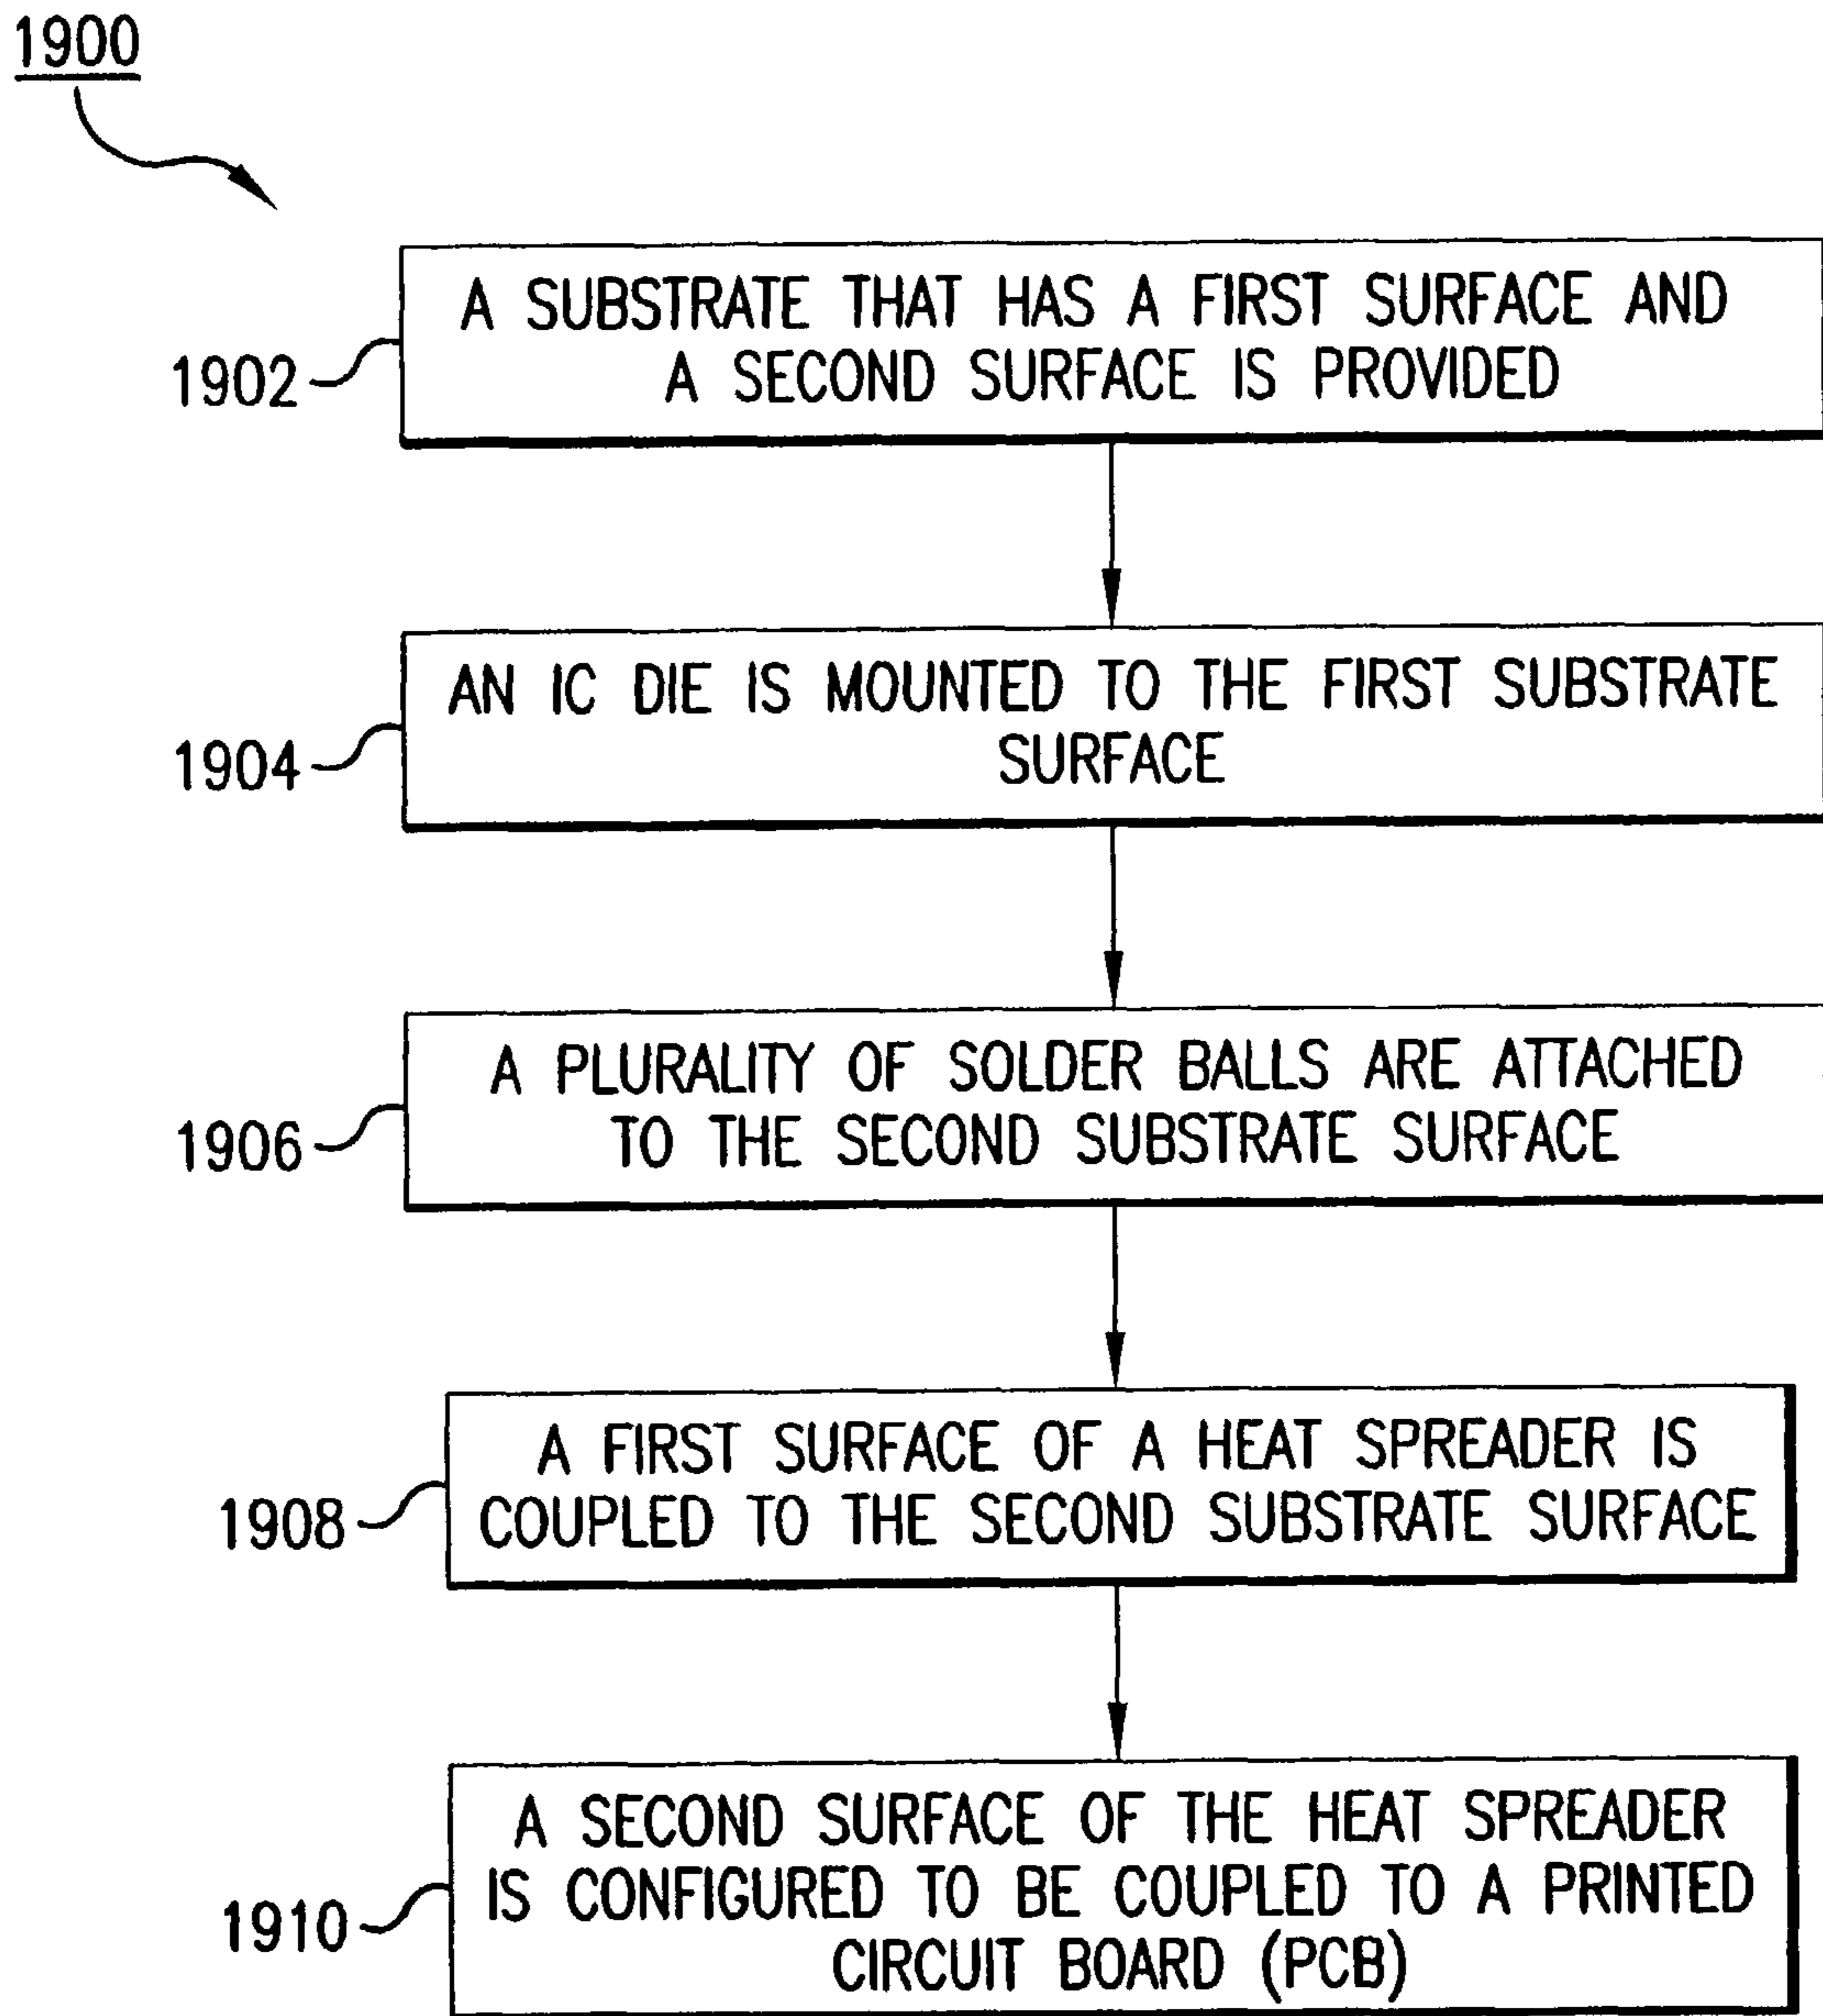 1900
A SUBSTRATE THAT HAS A FIRST SURFACE AND
A SECOND SURFACE IS PROVIDED
1902
AN IC DIE IS MOUNTED TO THE FIRST SUBSTRATE
SURFACE
1904
A PLURALITY OF SOLDER BALLS ARE ATTACHED
TO THE SECOND SUBSTRATE SURFACE
1906
A FIRST SURFACE OF A HEAT SPREADER IS
COUPLED TO THE SECOND SUBSTRATE SURFACE
1908
A SECOND SURFACE OF THE HEAT SPREADER
IS CONFIGURED TO BE COUPLED TO A PRINTED
CIRCUIT BOARD (PCB)
1910